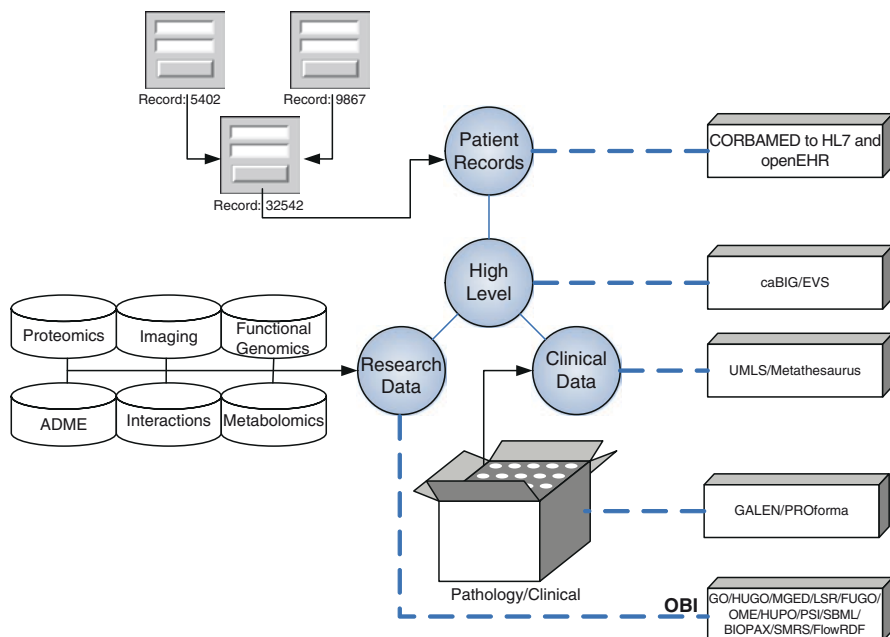 Record: 5402
Record: 9867
Record: 32542
Patient
Records
CORBAMED to HL7 and
openEHR
High
Level
caBIG/EVS
Proteomics
Imaging
Functional
Genomics
Research
Data
Clinical
Data
UMLS/Metathesaurus
ADME
Interactions
Metabolomics
GALEN/PROforma
Pathology/Clinical
OBI
GO/HUGO/MGED/LSR/FUGO/
OME/HUPO/PSI/SBML/
BIOPAX/SMRS/FlowRDF